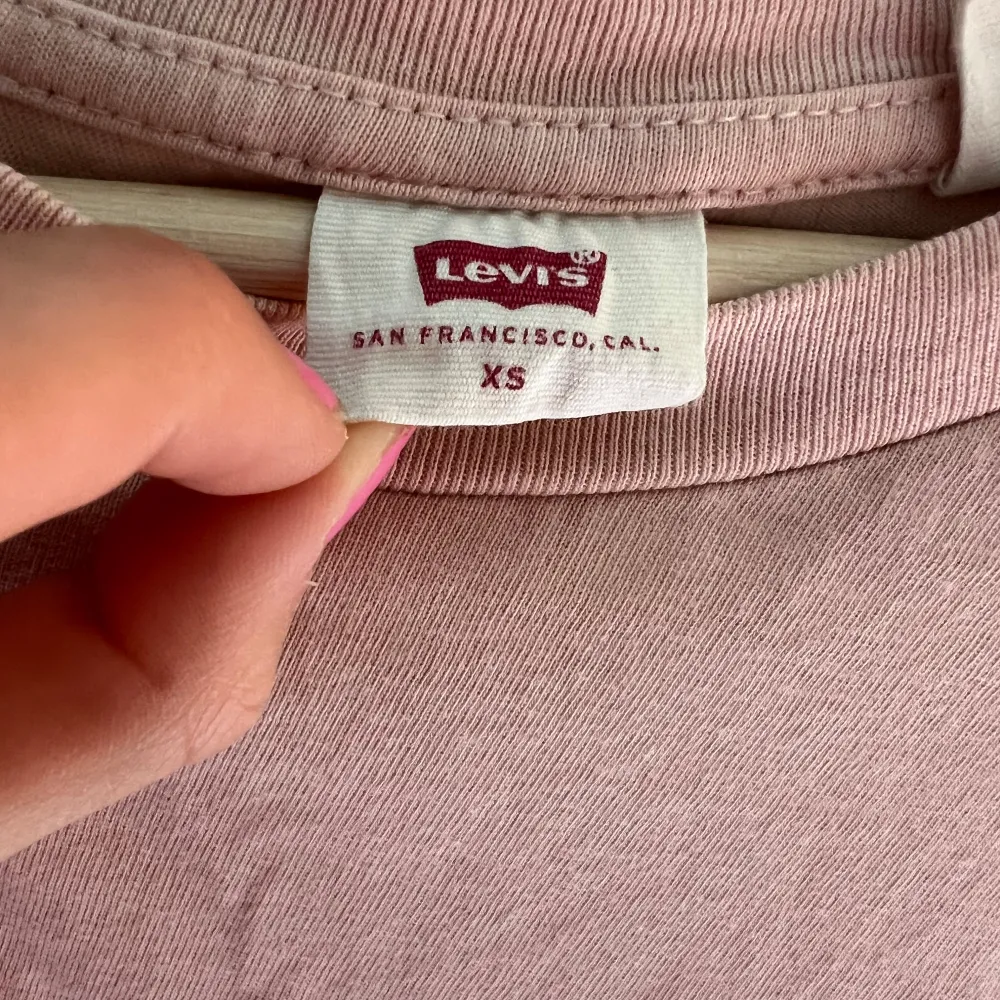 LEVI'S®
SAN FRANCISCO, CAL.
XS